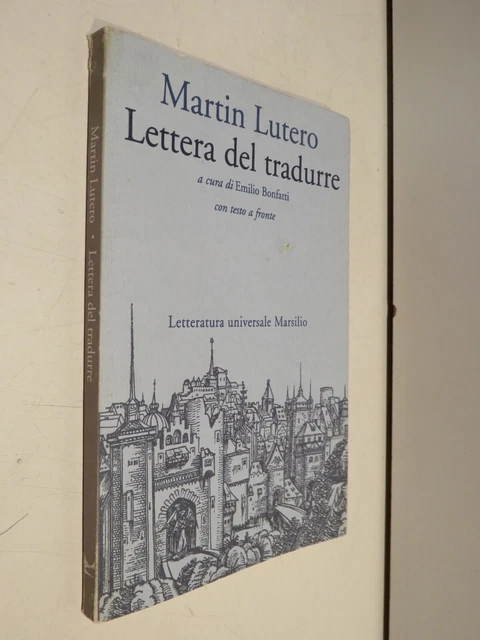 Martin Lutero
Lettera del tradurre
a cura di Emilio Bonfatti
con testo a fronte
Letteratura universale Marsilio
Martin Lutero • Lettera del tradurre